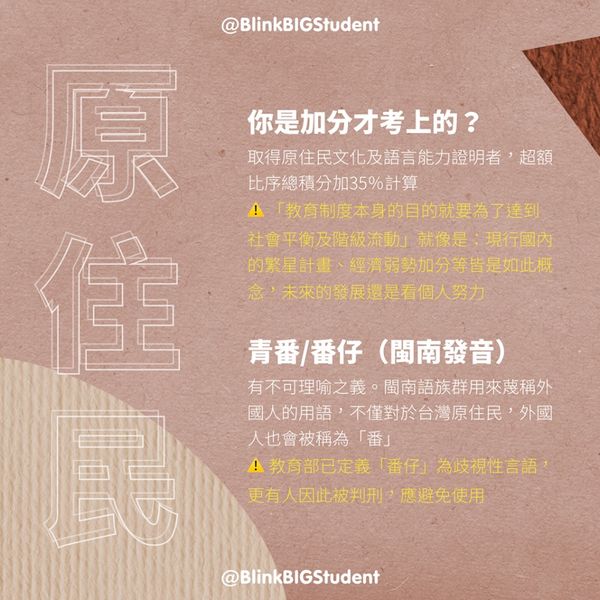 @BlinkBIGStudent
原
住
民
你是加分才考上的？
取得原住民文化及語言能力證明者，超額
比序總積分加35%計算
⚠️「教育制度本身的目的就要為了達到
社會平衡及階級流動」就像是：現行國內
的繁星計畫、經濟弱勢加分等皆是如此概
念，未來的發展還是看個人努力
青番/番仔（閩南發音）
有不可理喻之義。閩南語族群用來蔑稱外
國人的用語，不僅對於台灣原住民，外國
人也會被稱為「番」
⚠️教育部已定義「番仔」為歧視性言語，
更有人因此被判刑，應避免使用
@BlinkBIGStudent